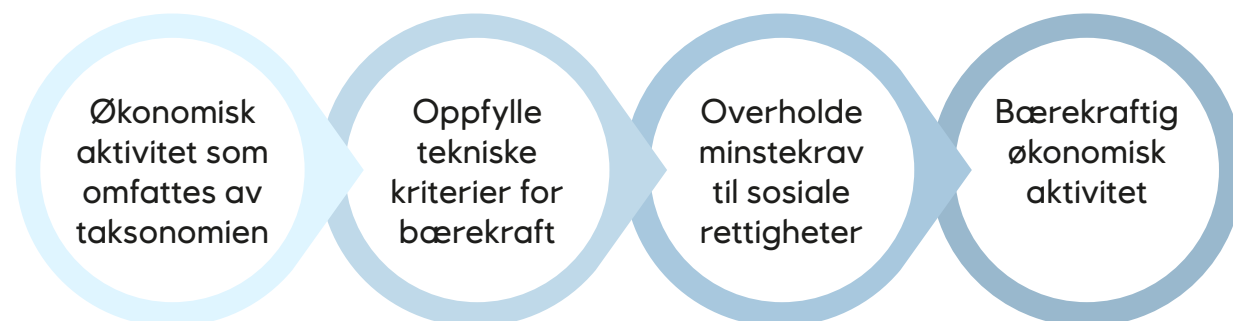 Økonomisk
aktivitet som
omfattes av
taksonomien
Oppfylle
tekniske
kriterier for
bærekraft
Overholde
minstekrav
til sosiale
rettigheter
Bærekraftig
økonomisk
aktivitet